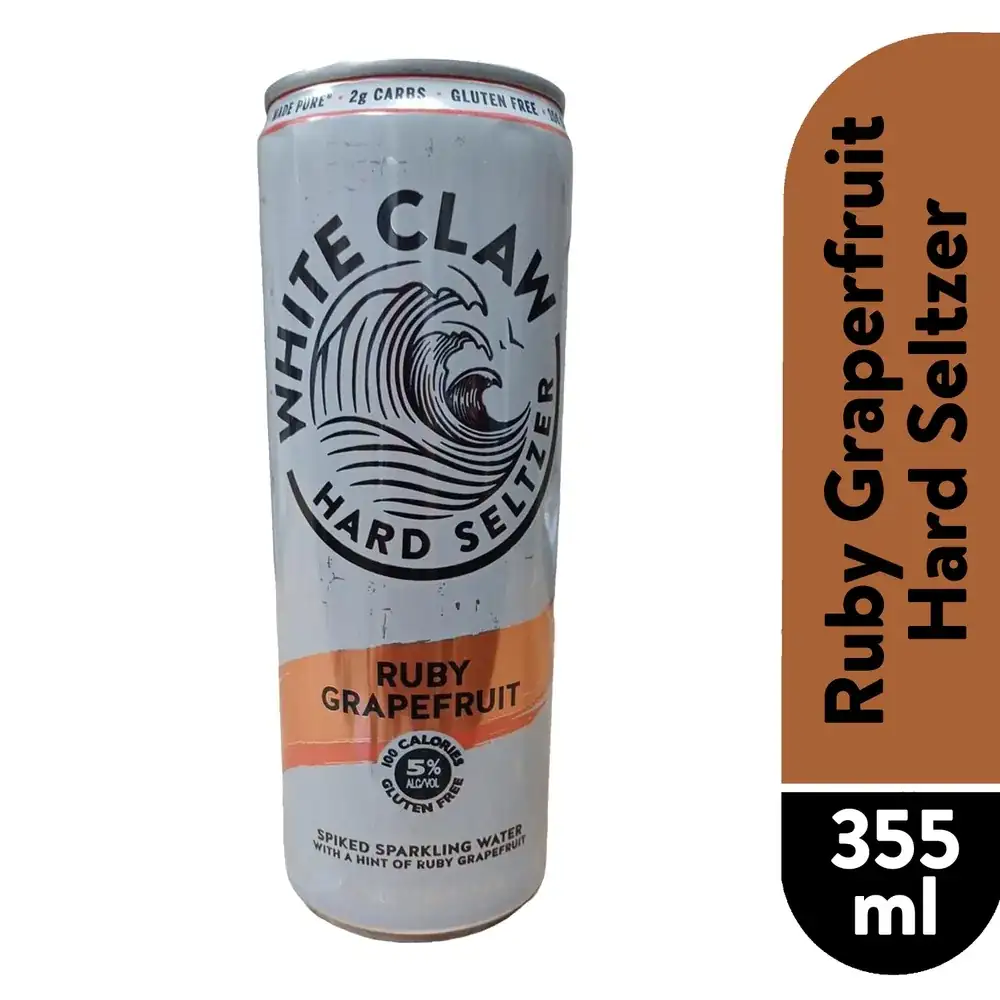 MADE PURE* · 2g CARBS · GLUTEN FREE ·
WHITE CLAW
HARD SELTZER
RUBY
GRAPEFRUIT
100 CALORIES
5%
ALC/VOL
GLUTEN FREE
SPIKED SPARKLING WATER
WITH A HINT OF RUBY GRAPEFRUIT
Ruby Graperfruit
Hard Seltzer
355
ml